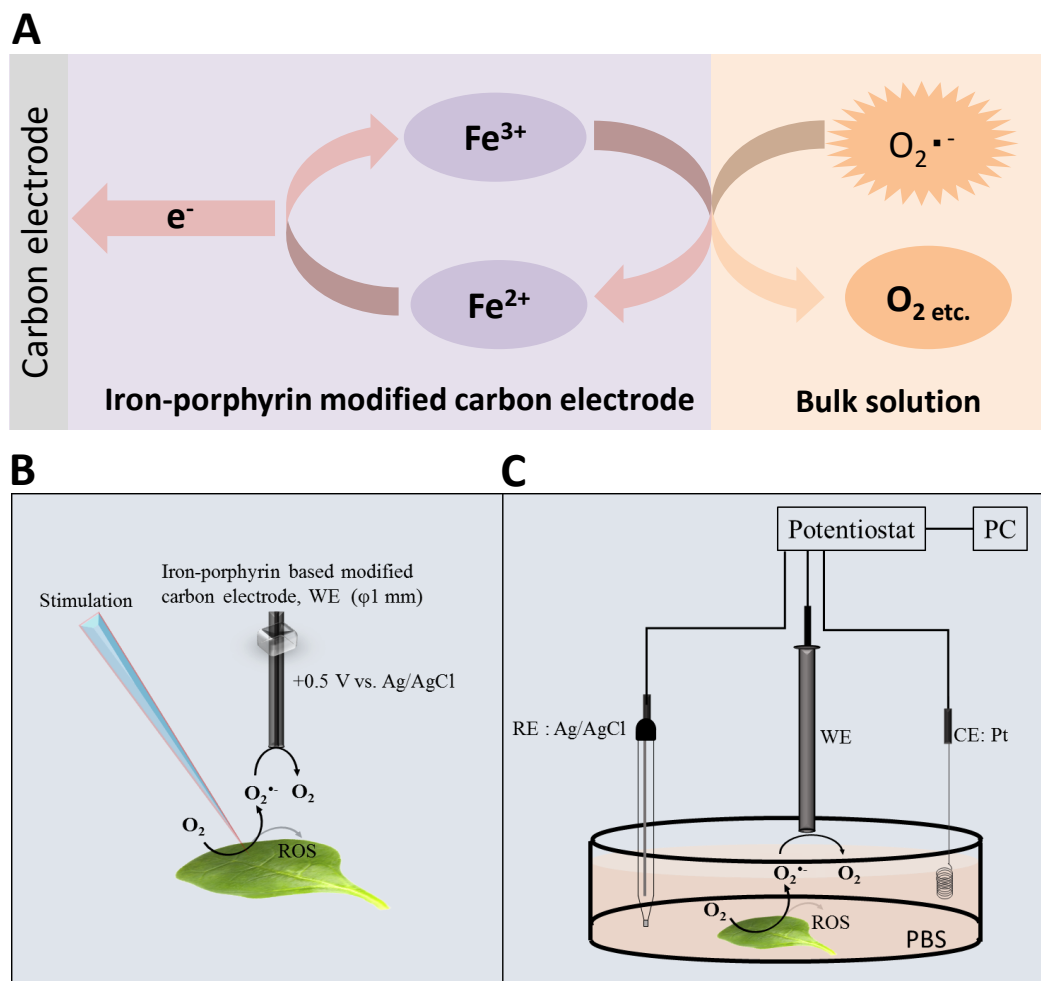 A
Carbon electrode
Fe³⁺
O₂▪⁻
e⁻
Fe²⁺
O₂ etc.
Iron-porphyrin modified carbon electrode
Bulk solution
B
Stimulation
Iron-porphyrin based modified
carbon electrode, WE (φ1 mm)
+0.5 V vs. Ag/AgCl
O₂•⁻
O₂
O₂
ROS
C
Potentiostat
PC
RE : Ag/AgCl
WE
CE: Pt
O₂•⁻
O₂
O₂
ROS
PBS